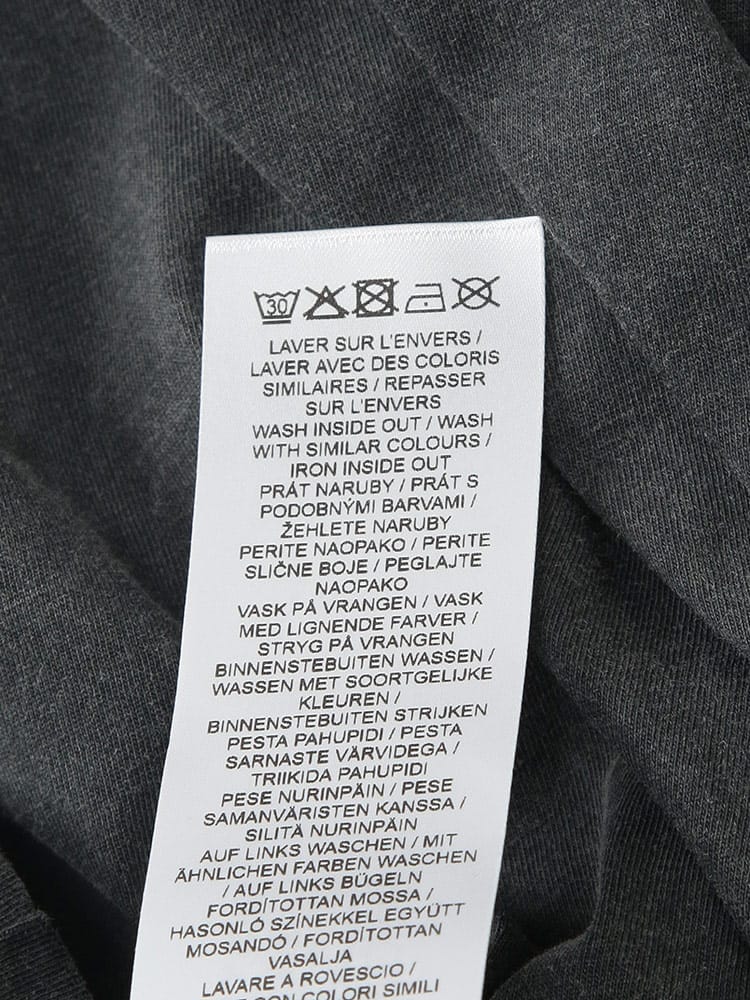 30
LAVER SUR L'ENVERS /
LAVER AVEC DES COLORIS
SIMILAIRES / REPASSER
SUR L'ENVERS
WASH INSIDE OUT / WASH
WITH SIMILAR COLOURS /
IRON INSIDE OUT
PRÁT NARUBY / PRÁT S
PODOBNÝMI BARVAMI /
ŽEHLETE NARUBY
PERITE NAOPAKO / PERITE
SLIČNE BOJE / PEGLAJTE
NAOPAKO
VASK PÅ VRANGEN / VASK
MED LIGNENDE FARVER /
STRYG PÅ VRANGEN
BINNENSTEBUITEN WASSEN /
WASSEN MET SOORTGELIJKE
KLEUREN /
BINNENSTEBUITEN STRIJKEN
PESTA PAHUPIDI / PESTA
SARNASTE VÄRVIDEGA /
TRIIKIDA PAHUPIDI
PESE NURINPÄIN / PESE
SAMANVÄRISTEN KANSSA /
SILITÄ NURINPÄIN
AUF LINKS WASCHEN / MIT
ÄHNLICHEN FARBEN WASCHEN
/ AUF LINKS BÜGELN
FORDÍTOTTAN MOSSA /
HASONLÓ SZÍNEKKEL EGYÜTT
MOSANDÓ / FORDÍTOTTAN
VASALJA
LAVARE A ROVESCIO /
CON COLORI SIMILI